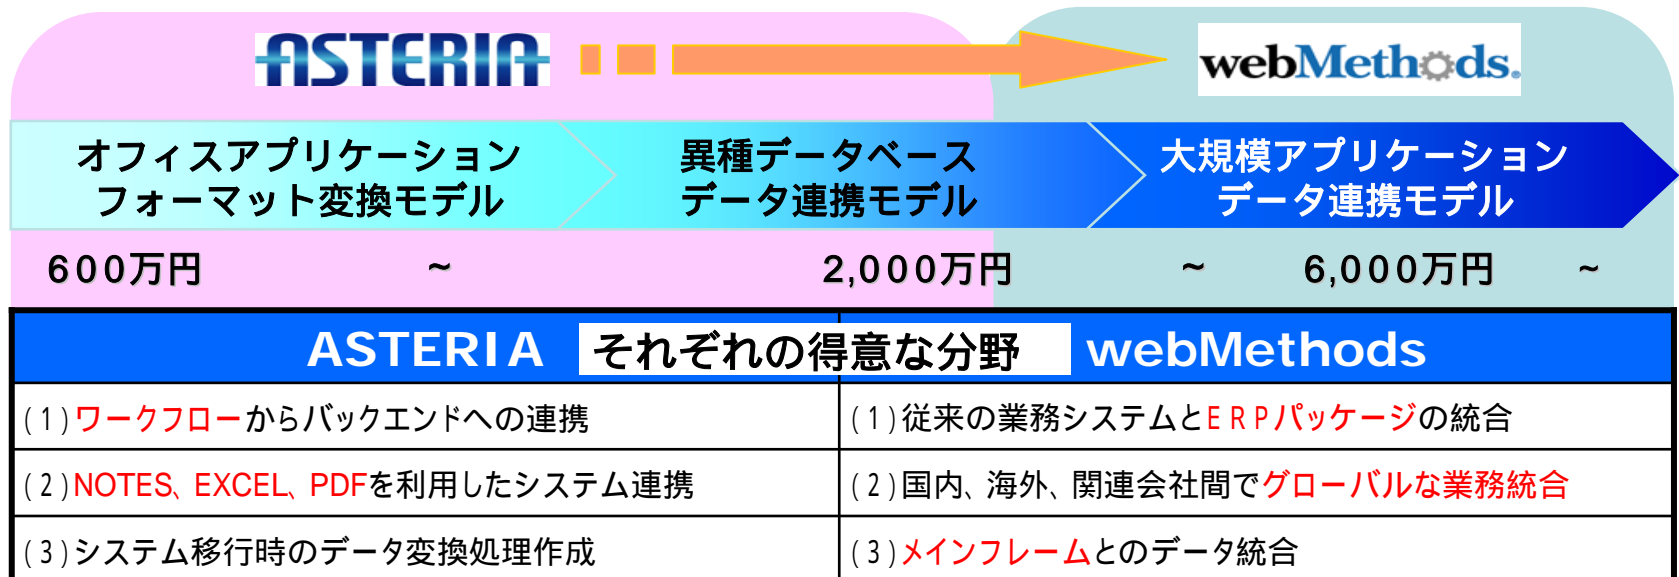 ASTERIA
webMethods.
オフィスアプリケーション
フォーマット変換モデル
異種データベース
データ連携モデル
大規模アプリケーション
データ連携モデル
600万円 ~ 2,000万円 ~ 6,000万円 ~
ASTERIA それぞれの得意な分野 webMethods
(1)ワークフローからバックエンドへの連携
(1)従来の業務システムとERPパッケージの統合
(2)NOTES、EXCEL、PDFを利用したシステム連携
(2)国内、海外、関連会社間でグローバルな業務統合
(3)システム移行時のデータ変換処理作成
(3)メインフレームとのデータ統合